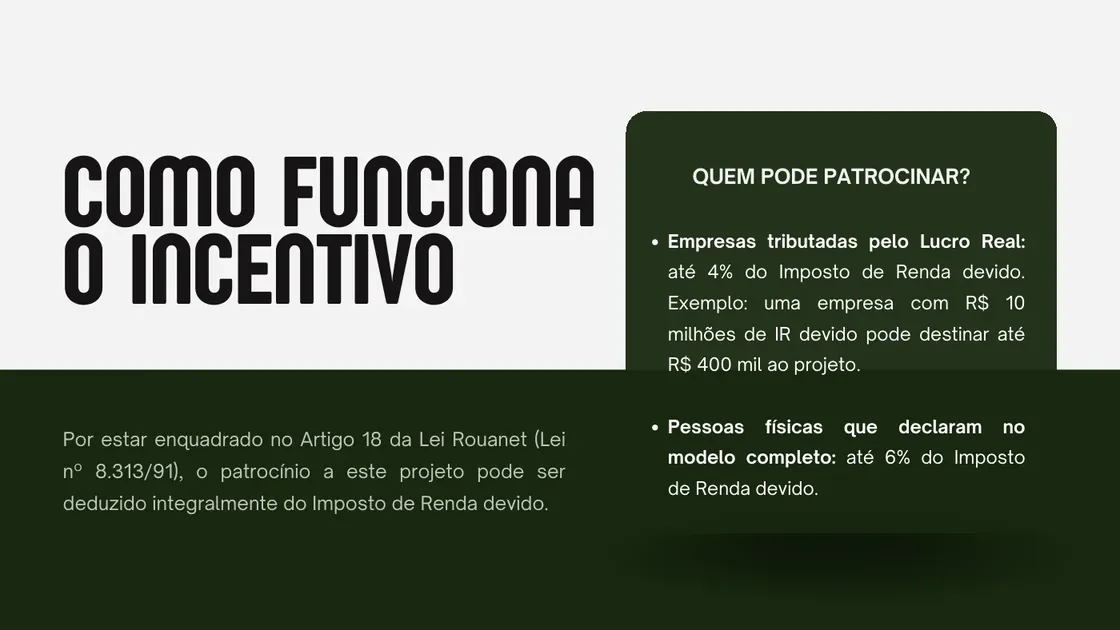 COMO FUNCIONA
O INCENTIVO
Por estar enquadrado no Artigo 18 da Lei Rouanet (Lei
nº 8.313/91), o patrocínio a este projeto pode ser
deduzido integralmente do Imposto de Renda devido.
QUEM PODE PATROCINAR?
• Empresas tributadas pelo Lucro Real:
até 4% do Imposto de Renda devido.
Exemplo: uma empresa com R$ 10
milhões de IR devido pode destinar até
R$ 400 mil ao projeto.
• Pessoas físicas que declaram no
modelo completo: até 6% do Imposto
de Renda devido.